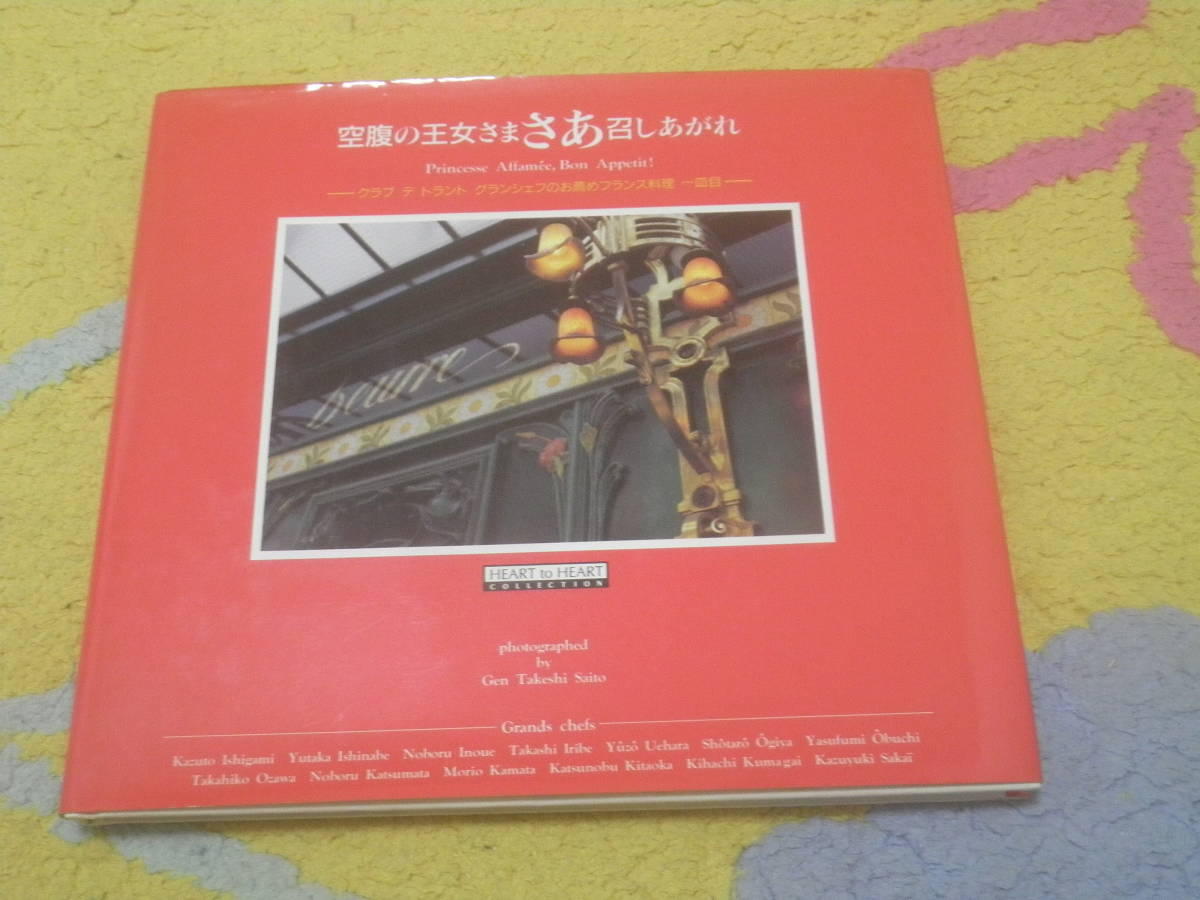 空腹の王女さまさあ召しあがれ
Princesse Affamée, Bon Appetit!
クラブ デ トラント グランシェフのお薦めフランス料理 一皿目
beurre
HEART to HEART
COLLECTION
photographed
by
Gen Takeshi Saito
Grands chefs
Kazuto Ishigami Yutaka Ishinabe Noboru Inoue Takashi Iribe Yûzô Uehara Shôtarô Ôgiya Yasufumi Ôbuchi
Takahiko Ozawa Noboru Katsumata Morio Kamata Katsunobu Kitaoka Kihachi Kumagai Kazuyuki Sakaï